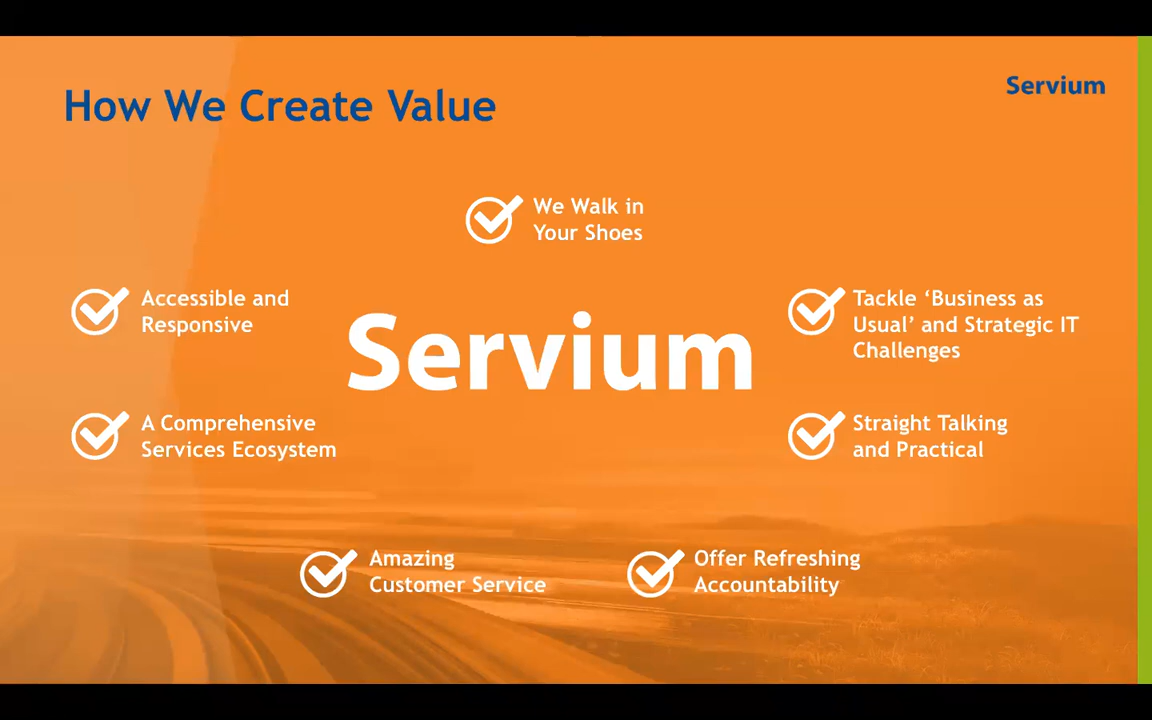 How We Create Value
Servium
We Walk in
Your Shoes
Accessible and
Responsive
Tackle ‘Business as
Usual’ and Strategic IT
Challenges
Servium
A Comprehensive
Services Ecosystem
Straight Talking
and Practical
Amazing
Customer Service
Offer Refreshing
Accountability